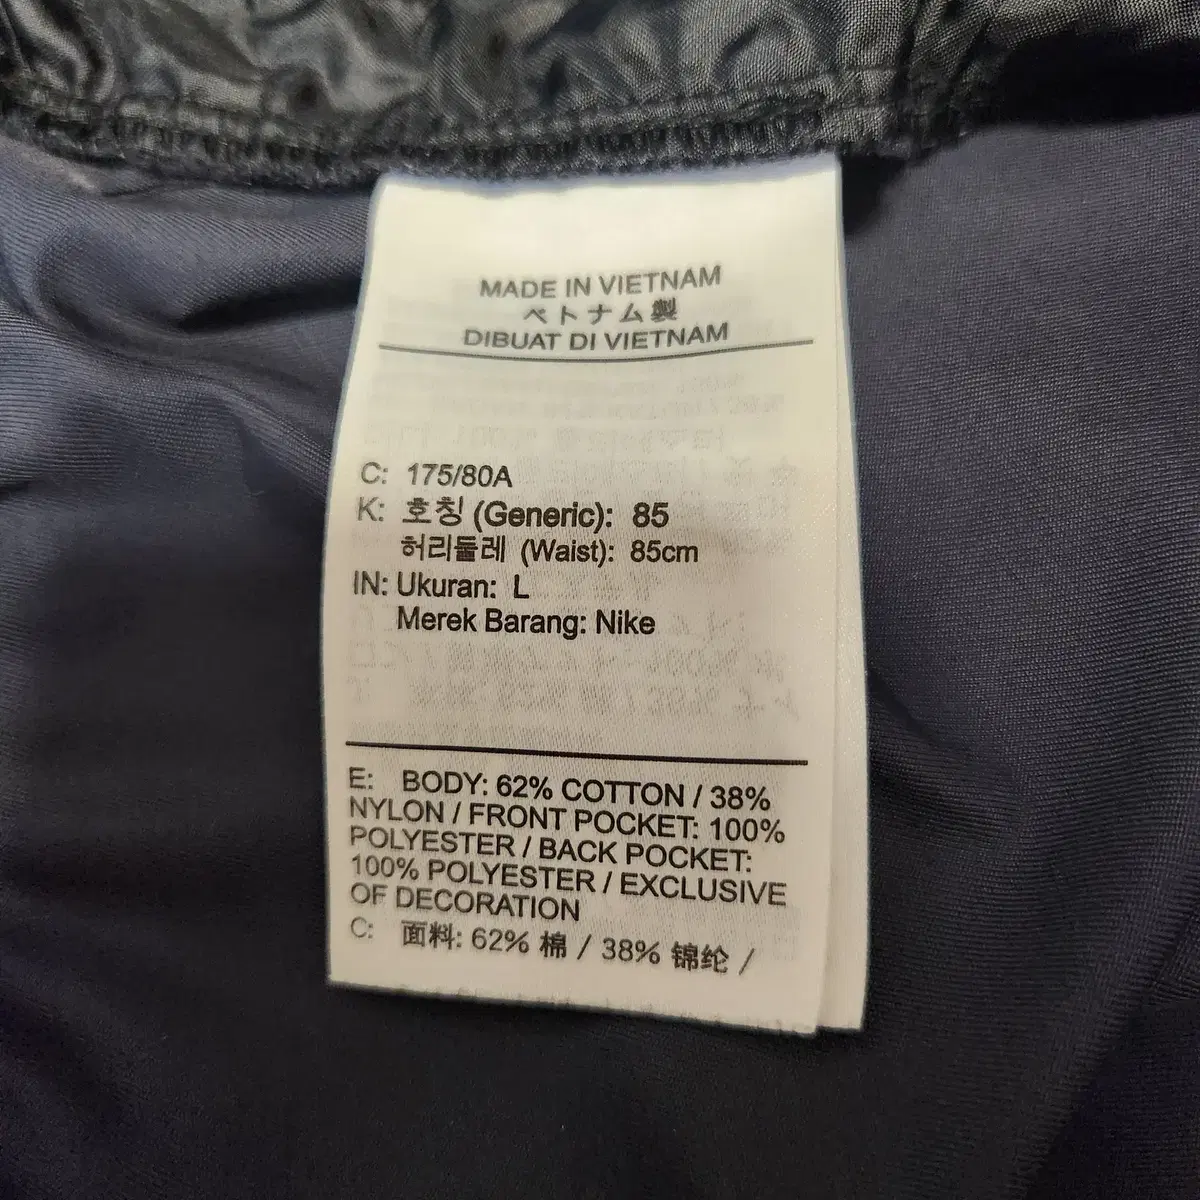 MADE IN VIETNAM
ベトナム製
DIBUAT DI VIETNAM
C: 175/80A
K: 호칭 (Generic): 85
허리둘레 (Waist): 85cm
IN: Ukuran: L
Merek Barang: Nike
E: BODY: 62% COTTON / 38%
NYLON / FRONT POCKET: 100%
POLYESTER / BACK POCKET:
100% POLYESTER / EXCLUSIVE
OF DECORATION
C: 面料: 62% 棉 / 38% 锦纶 /